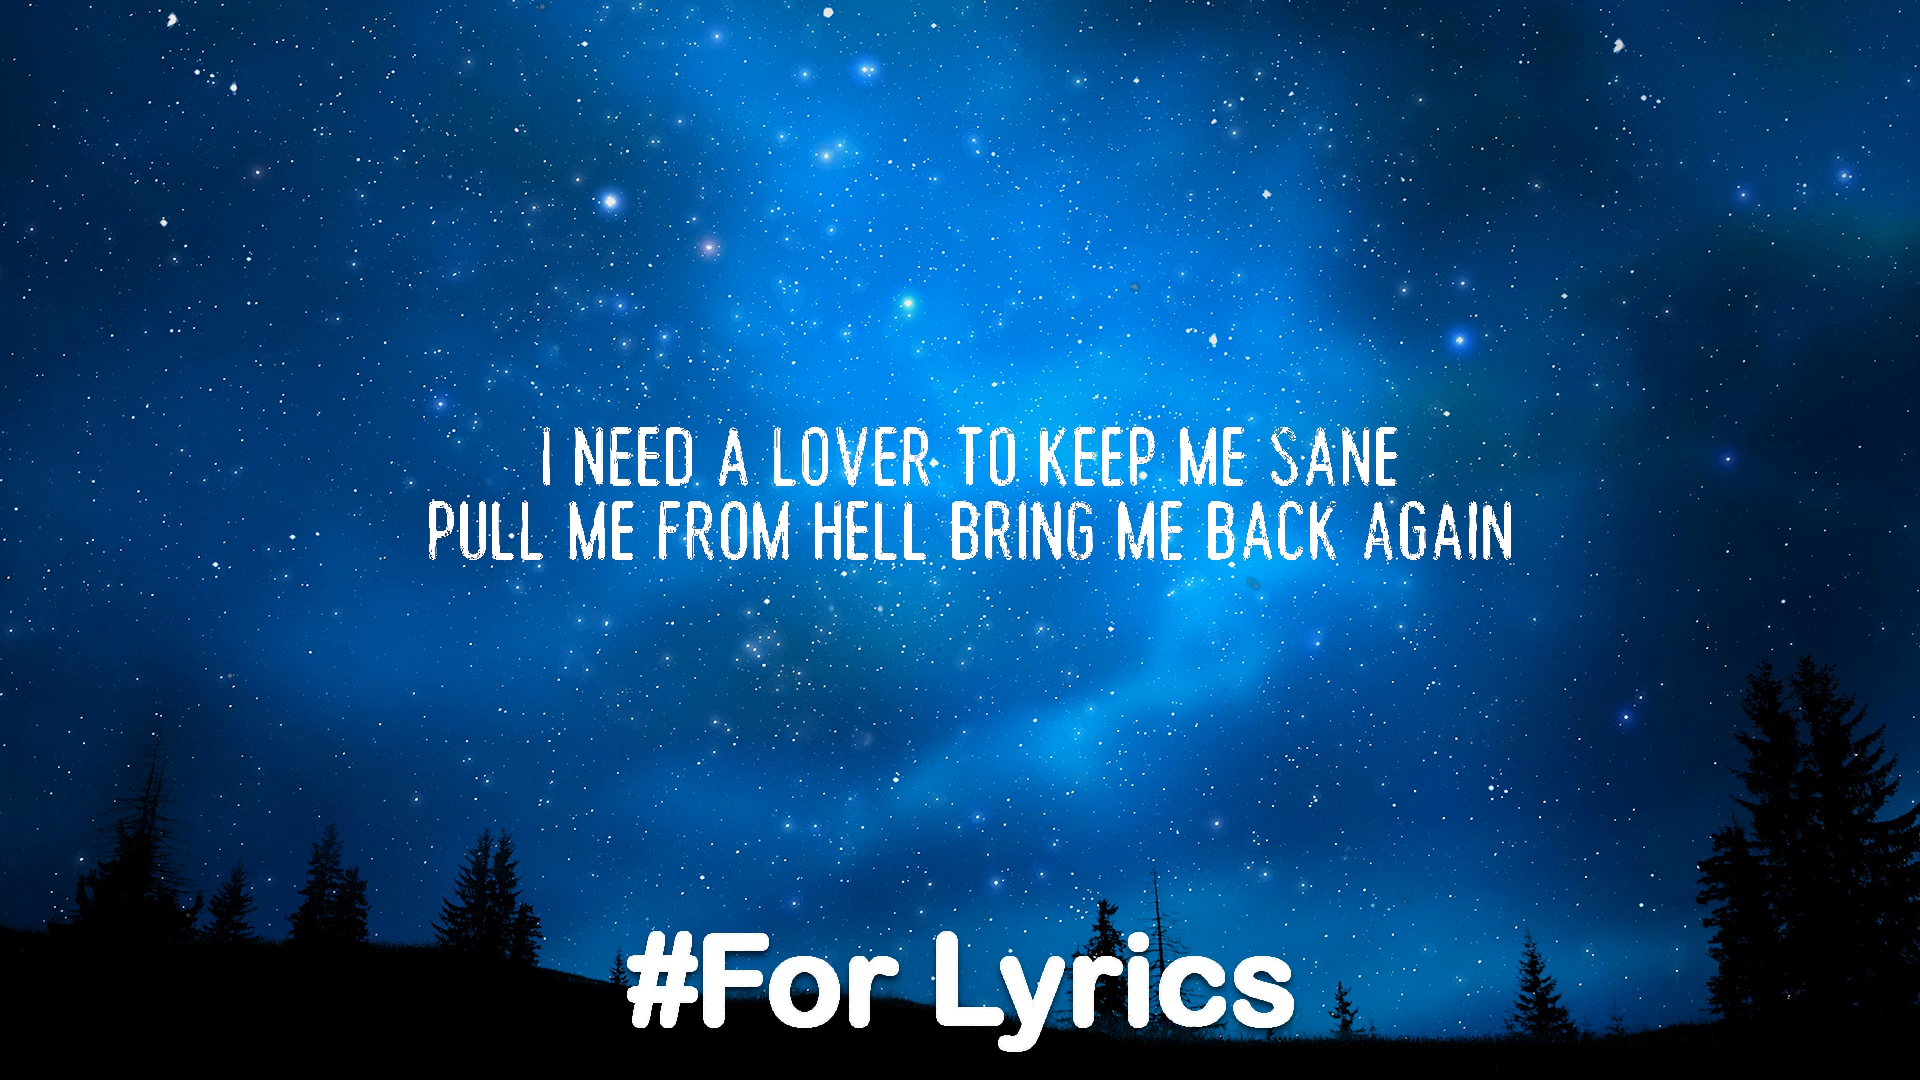 I NEED A LOVER TO KEEP ME SANE
PULL ME FROM HELL BRING ME BACK AGAIN
#For Lyrics